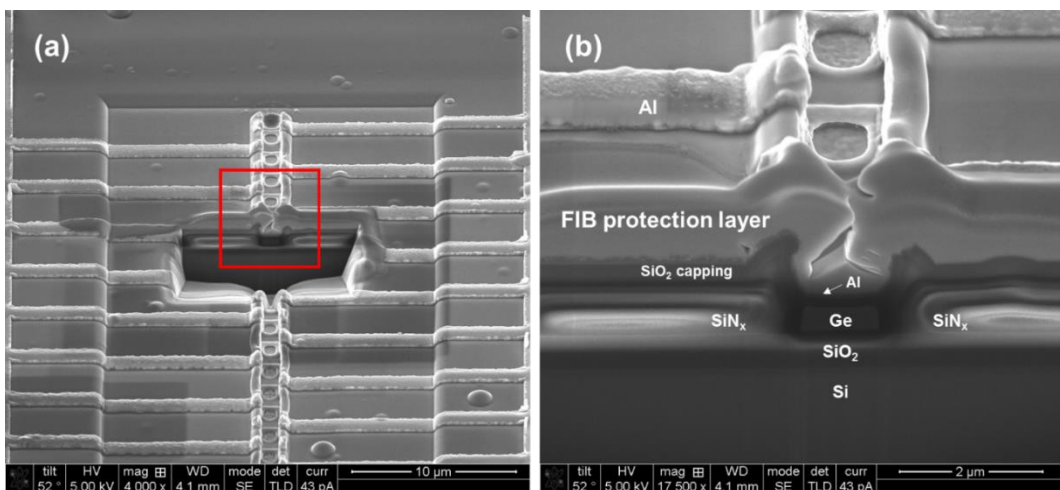 (a)
tilt HV mag ⊞ WD mode det curr
52° 5.00 kV 4 000 x 4.1 mm SE TLD 43 pA
10 µm
(b)
Al
FIB protection layer
SiO₂ capping
Al
SiNₓ Ge SiNₓ
SiO₂
Si
tilt HV mag ⊞ WD mode det curr
52° 5.00 kV 17 500 x 4.1 mm SE TLD 43 pA
2 µm